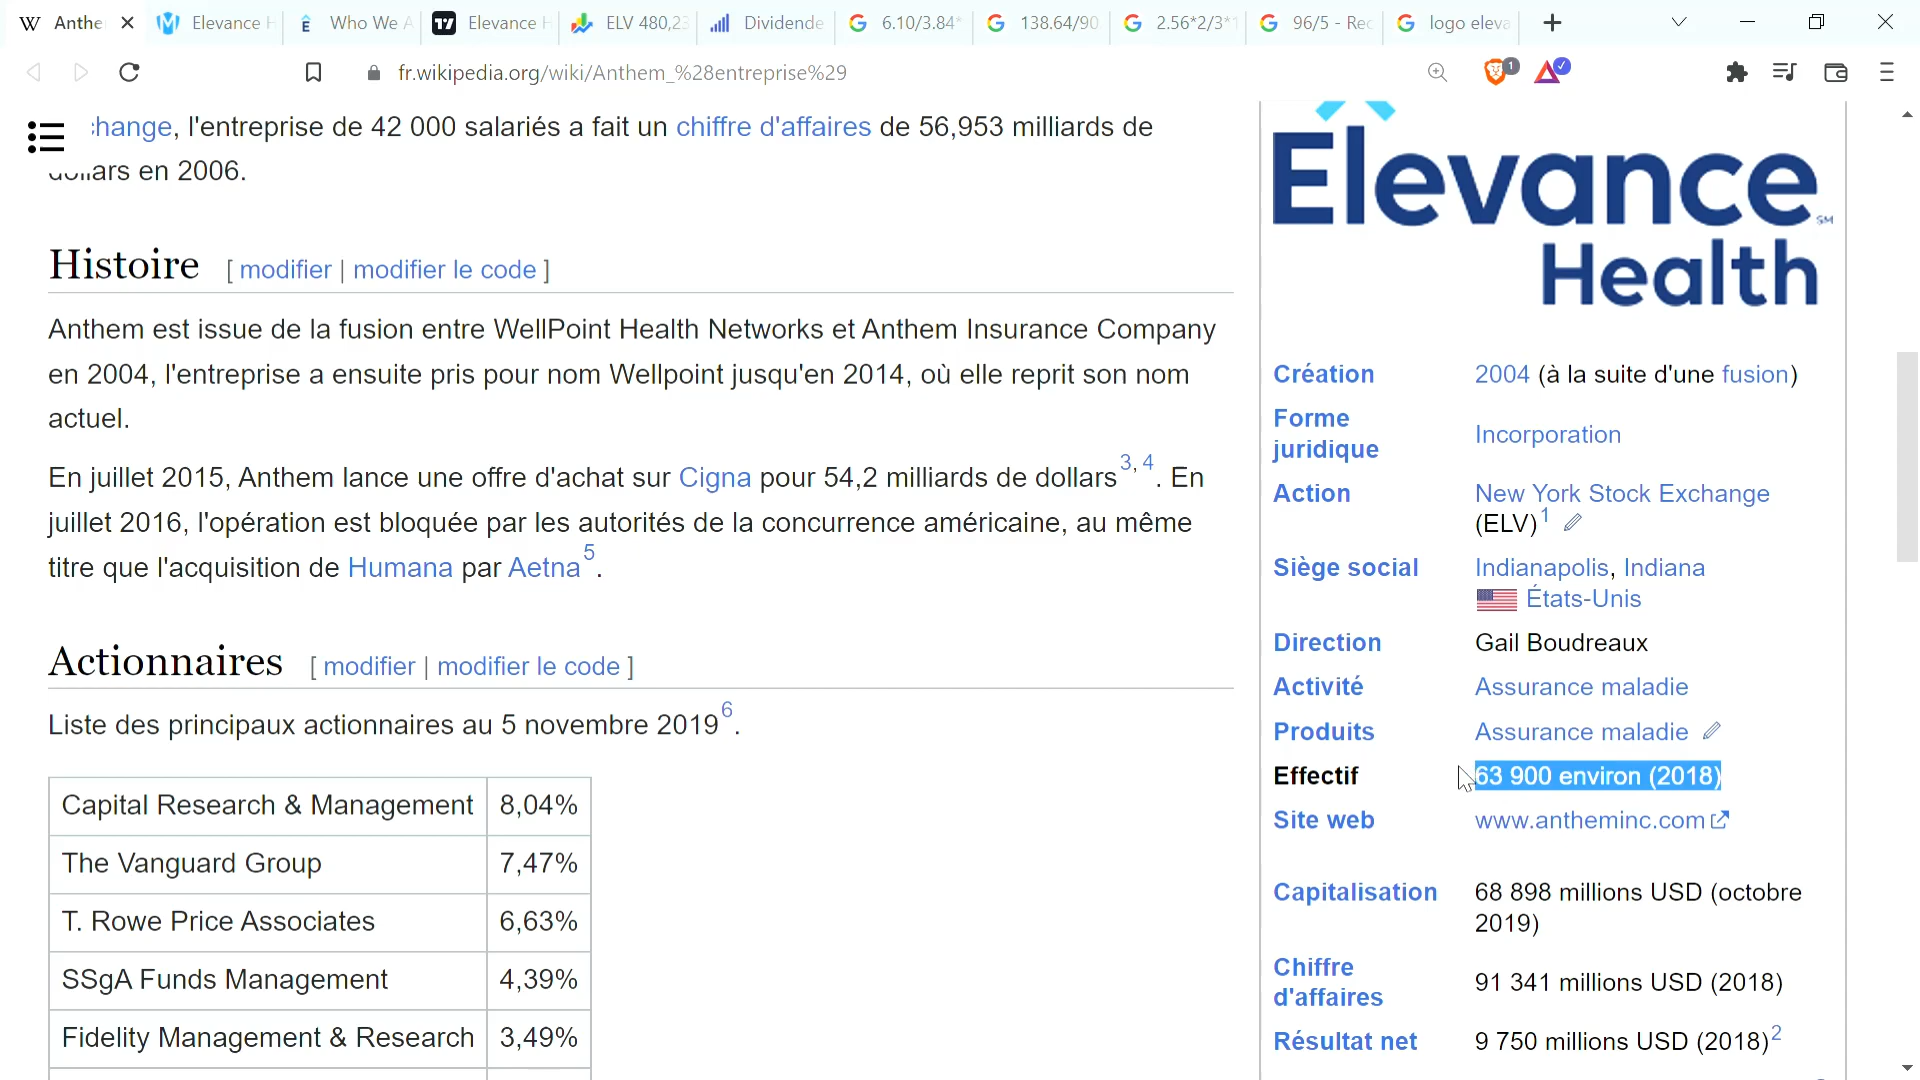 Anthe
Elevance H
Who We A
Elevance H
ELV 480,23
Dividende
6.10/3.84*
138.64/90
2.56*2/3*1
96/5 - Rec
logo eleva
fr.wikipedia.org/wiki/Anthem_%28entreprise%29
1
change, l'entreprise de 42 000 salariés a fait un chiffre d'affaires de 56,953 milliards de
dollars en 2006.
Histoire [ modifier | modifier le code ]
Anthem est issue de la fusion entre WellPoint Health Networks et Anthem Insurance Company
en 2004, l'entreprise a ensuite pris pour nom Wellpoint jusqu'en 2014, où elle reprit son nom
actuel.
En juillet 2015, Anthem lance une offre d'achat sur Cigna pour 54,2 milliards de dollars3, 4. En
juillet 2016, l'opération est bloquée par les autorités de la concurrence américaine, au même
titre que l'acquisition de Humana par Aetna5.
Actionnaires [ modifier | modifier le code ]
Liste des principaux actionnaires au 5 novembre 20196.
Capital Research & Management 8,04%
The Vanguard Group 7,47%
T. Rowe Price Associates 6,63%
SSgA Funds Management 4,39%
Fidelity Management & Research 3,49%
Elevance SM
Health
Création 2004 (à la suite d'une fusion)
Forme
juridique
Incorporation
Action New York Stock Exchange
(ELV)1
Siège social Indianapolis, Indiana
États-Unis
Direction Gail Boudreaux
Activité Assurance maladie
Produits Assurance maladie
Effectif 63 900 environ (2018)
Site web www.antheminc.com
Capitalisation 68 898 millions USD (octobre
2019)
Chiffre
d'affaires
91 341 millions USD (2018)
Résultat net 9 750 millions USD (2018)2